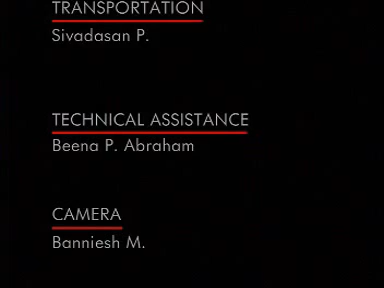 TRANSPORTATION
Sivadasan P.
TECHNICAL ASSISTANCE
Beena P. Abraham
CAMERA
Banniesh M.